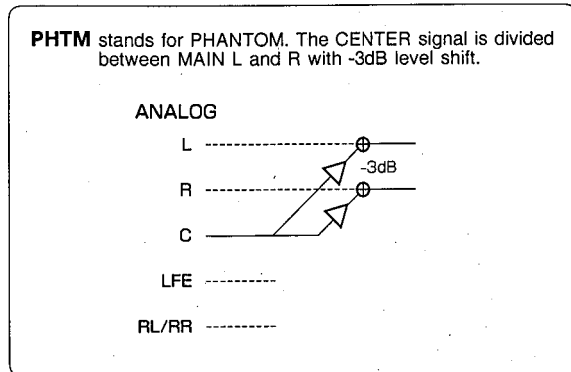 PHTM stands for PHANTOM. The CENTER signal is divided
between MAIN L and R with -3dB level shift.
ANALOG
L
-3dB
R
C
LFE
RL/RR